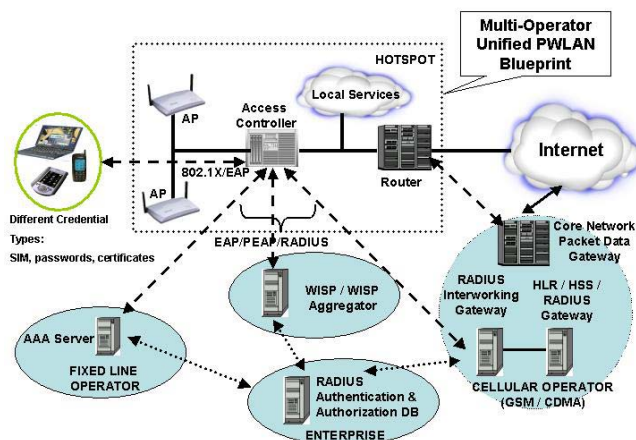 Multi-Operator
Unified PWLAN
Blueprint
HOTSPOT
AP
Access
Controller
Local Services
AP
802.1X/EAP
Router
Internet
Different Credential
Types:
SIM, passwords, certificates
EAP/PEAP/RADIUS
Core Network
Packet Data
Gateway
WISP / WISP
Aggregator
RADIUS
Interworking
Gateway
HLR / HSS /
RADIUS
Gateway
AAA Server
FIXED LINE
OPERATOR
RADIUS
Authentication &
Authorization DB
ENTERPRISE
CELLULAR OPERATOR
(GSM / CDMA)